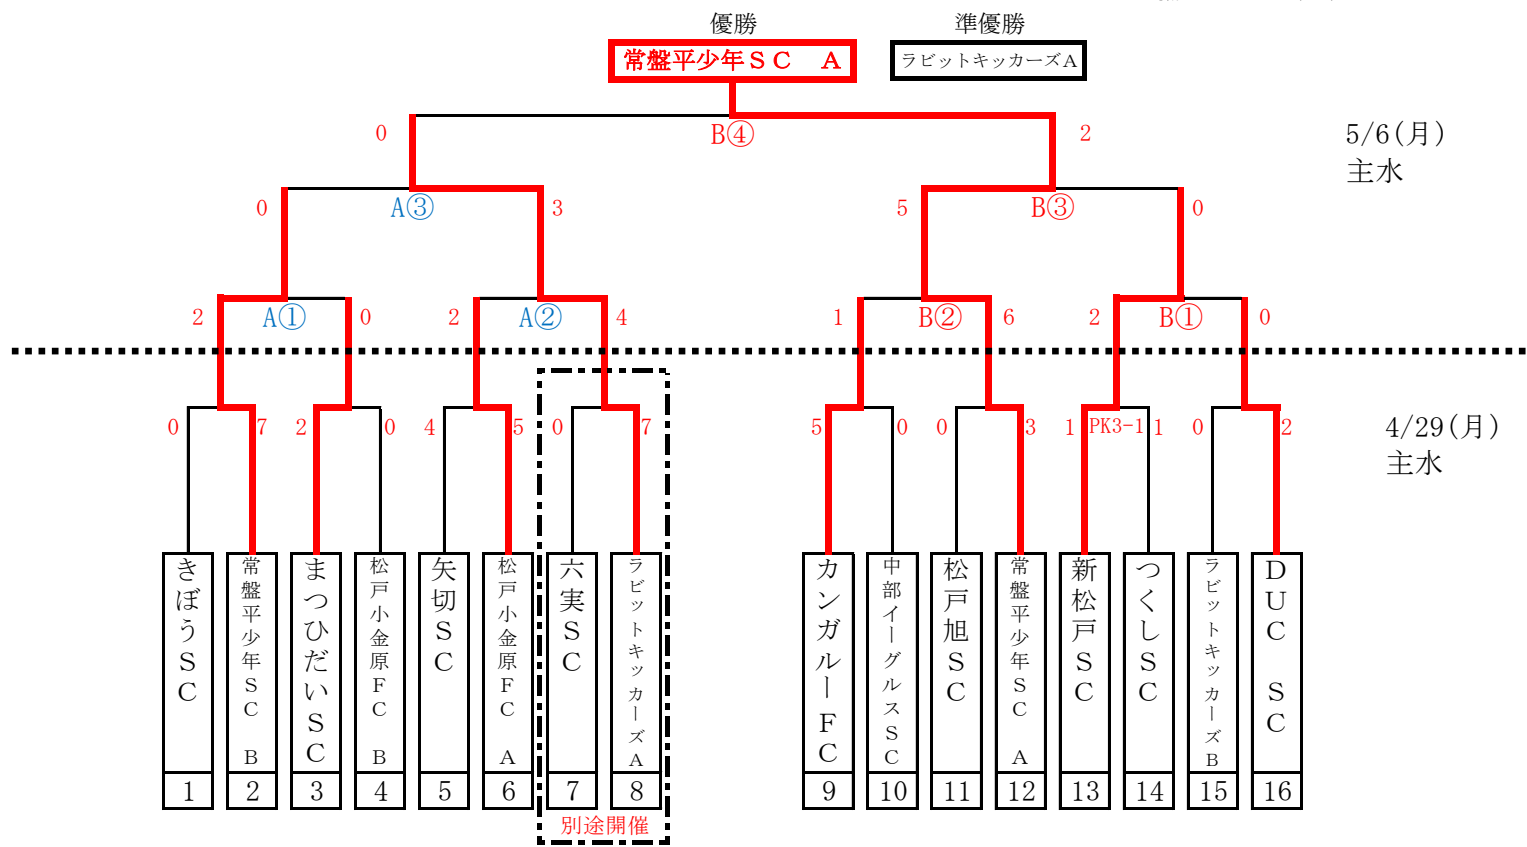 優勝
準優勝
常盤平少年ＳＣ　Ａ
ラビットキッカーズA
0
B④
2
5/6(月)
主水
0
A③
3
5
B③
0
2
A①
0
2
A②
4
1
B②
6
2
B①
0
0
7
2
0
4
5
0
7
5
0
0
3
1
PK3-1
1
0
2
4/29(月)
主水
きぼうＳＣ
常盤平少年ＳＣ　Ｂ
まつひだいＳＣ
松戸小金原ＦＣ　Ｂ
矢切ＳＣ
松戸小金原ＦＣ　Ａ
六実ＳＣ
ラビットキッカーズA
カンガルーＦＣ
中部イーグルスＳＣ
松戸旭ＳＣ
常盤平少年ＳＣ　Ａ
新松戸ＳＣ
つくしＳＣ
ラビットキッカーズB
ＤＵＣ　ＳＣ
1
2
3
4
5
6
7
8
9
10
11
12
13
14
15
16
別途開催